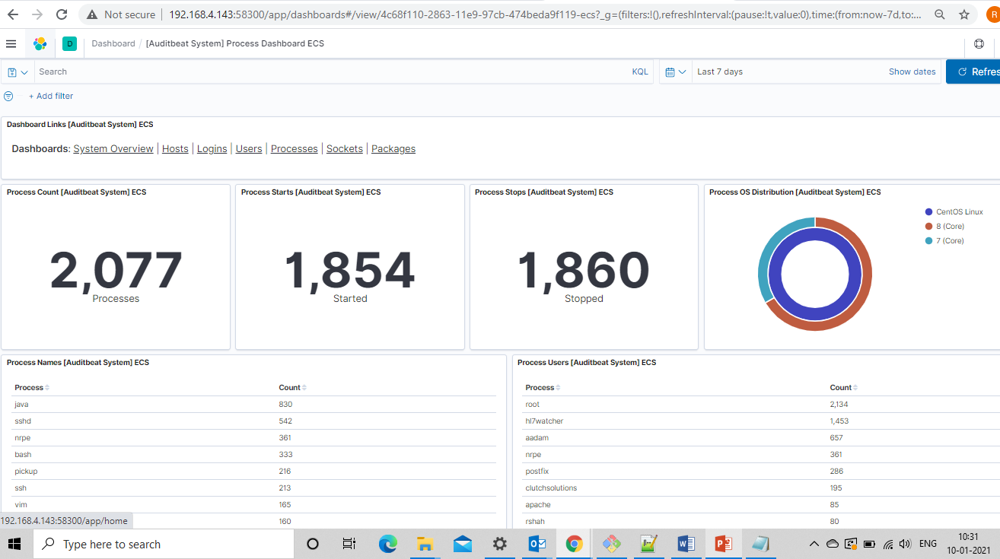 Not secure | 192.168.4.143:58300/app/dashboards#/view/4c68f110-2863-11e9-97cb-474beda9f119-ecs?_g=(filters:!(),refreshInterval:(pause:!t,value:0),time:(from:now-7d,to:... R
D Dashboard / [Auditbeat System] Process Dashboard ECS
Search KQL Last 7 days Show dates Refres
+ Add filter
Dashboard Links [Auditbeat System] ECS
Dashboards: System Overview | Hosts | Logins | Users | Processes | Sockets | Packages
Process Count [Auditbeat System] ECS
2,077
Processes
Process Starts [Auditbeat System] ECS
1,854
Started
Process Stops [Auditbeat System] ECS
1,860
Stopped
Process OS Distribution [Auditbeat System] ECS
CentOS Linux
8 (Core)
7 (Core)
Process Names [Auditbeat System] ECS
Process Count
java 830
sshd 542
nrpe 361
bash 333
pickup 216
ssh 213
vim 165
160
Process Users [Auditbeat System] ECS
Process Count
root 2,134
hl7watcher 1,453
aadam 657
nrpe 361
postfix 286
clutchsolutions 195
apache 85
rshah 80
192.168.4.143:58300/app/home
Type here to search
ENG
10:31
10-01-2021